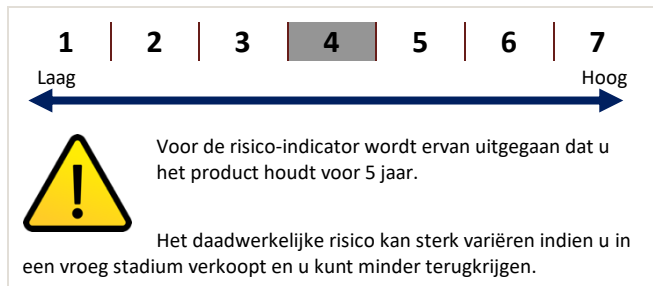 1 2 3 4 5 6 7
Laag Hoog
Voor de risico-indicator wordt ervan uitgegaan dat u
het product houdt voor 5 jaar.
Het daadwerkelijke risico kan sterk variëren indien u in
een vroeg stadium verkoopt en u kunt minder terugkrijgen.